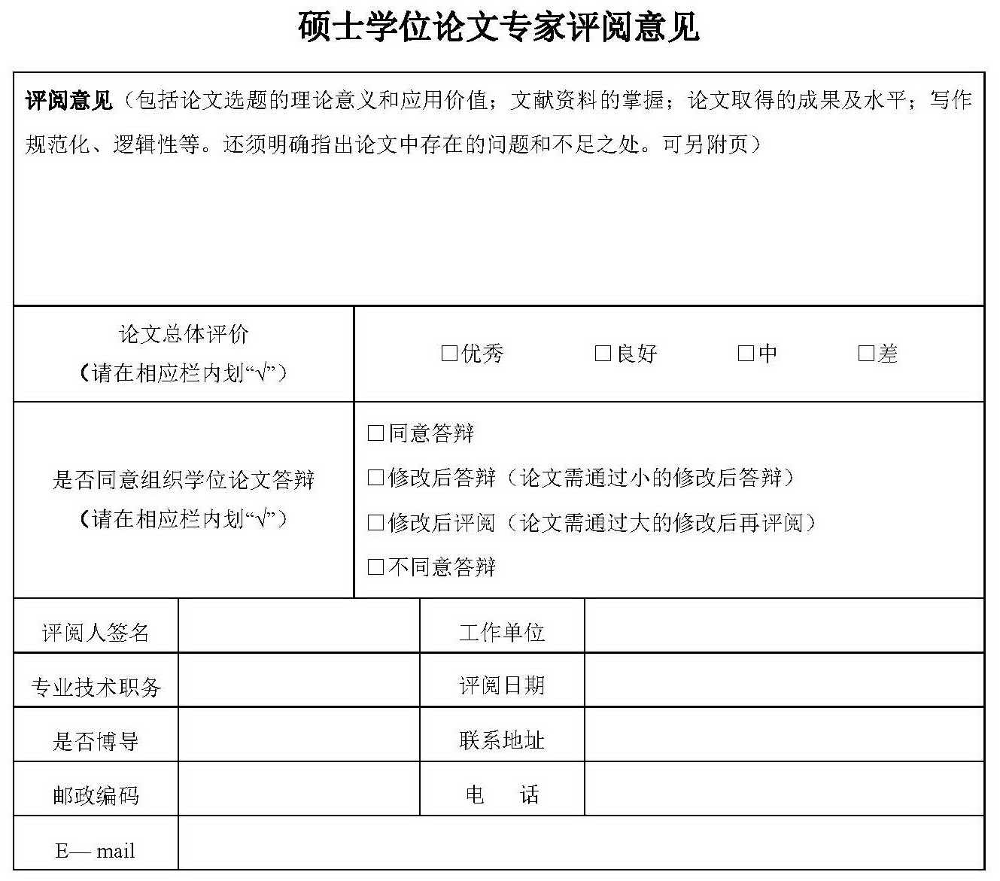 硕士学位论文专家评阅意见
评阅意见（包括论文选题的理论意义和应用价值；文献资料的掌握；论文取得的成果及水平；写作
规范化、逻辑性等。还须明确指出论文中存在的问题和不足之处。可另附页）
论文总体评价
（请在相应栏内划“√”）
□优秀 □良好 □中 □差
是否同意组织学位论文答辩
（请在相应栏内划“√”）
□同意答辩
□修改后答辩（论文需通过小的修改后答辩）
□修改后评阅（论文需通过大的修改后再评阅）
□不同意答辩
评阅人签名 工作单位
专业技术职务 评阅日期
是否博导 联系地址
邮政编码 电 话
E— mail